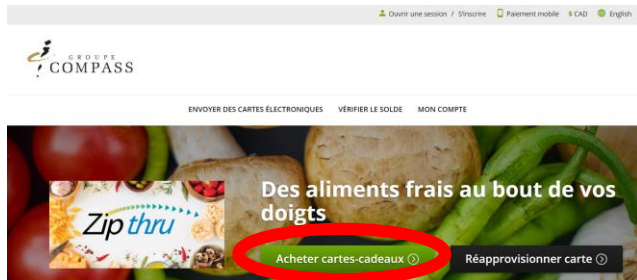 Ouvrir une session / S'inscrire Paiement mobile $ CAD English
GROUPE
COMPASS
ENVOYER DES CARTES ÉLECTRONIQUES VÉRIFIER LE SOLDE MON COMPTE
Zip thru
Des aliments frais au bout de vos
doigts
Acheter cartes-cadeaux Réapprovisionner carte